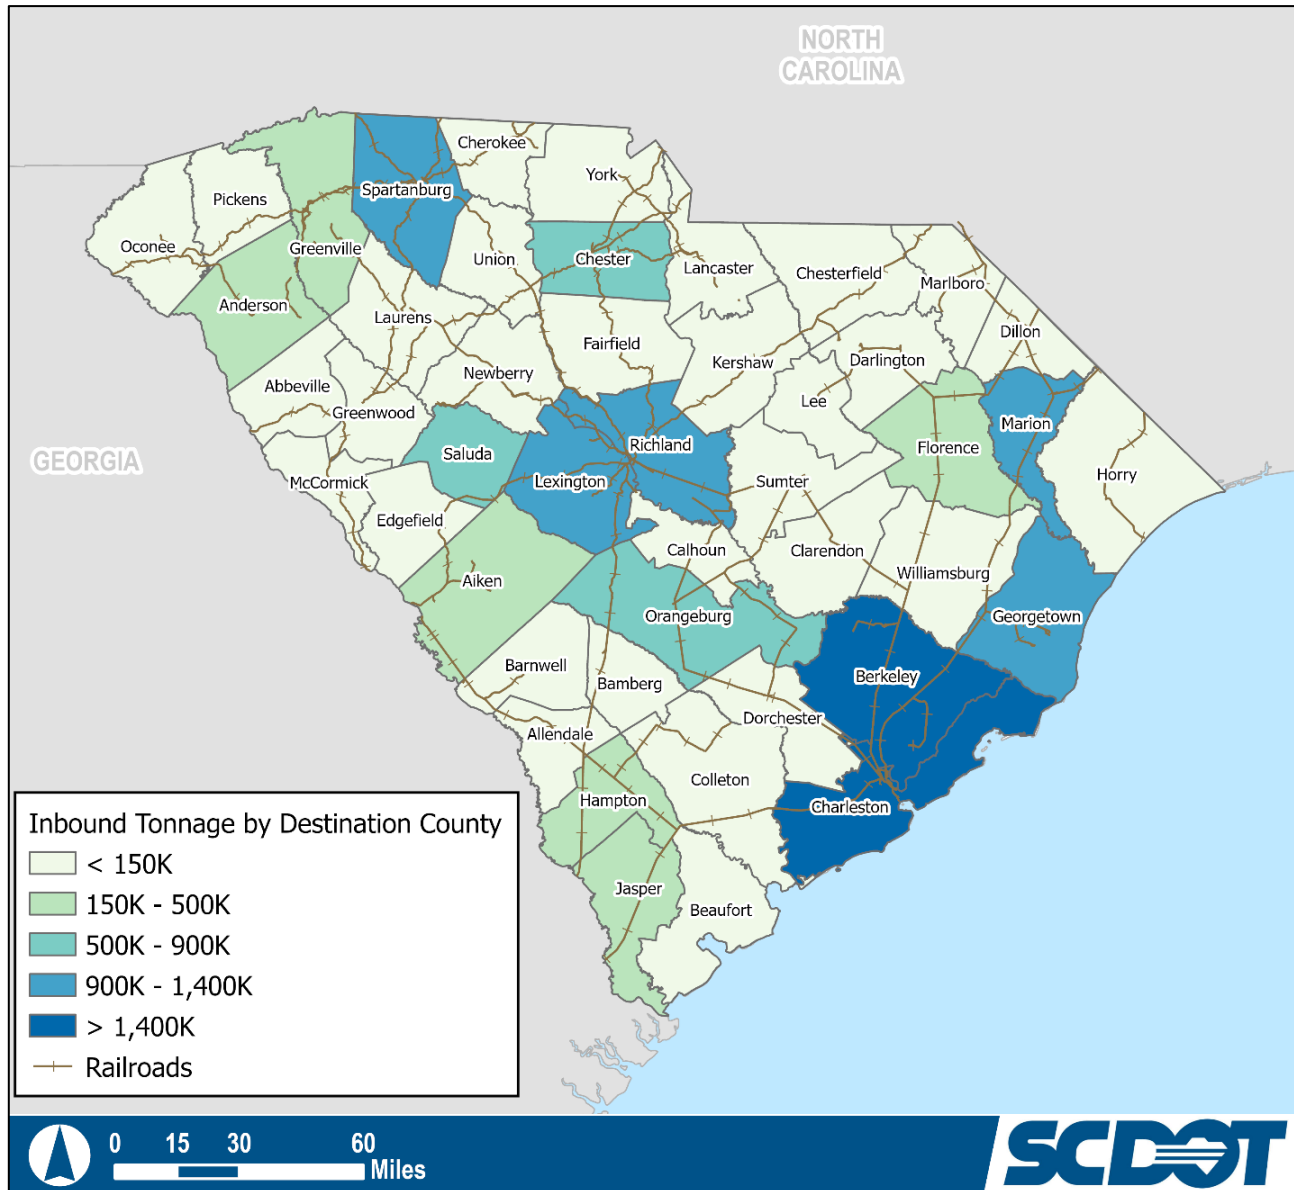 NORTH
CAROLINA
Cherokee
York
Spartanburg
Pickens
Oconee
Greenville
Union
Chester
Lancaster
Chesterfield
Marlboro
Anderson
Laurens
Fairfield
Dillon
Kershaw
Darlington
Newberry
Abbeville
Greenwood
Lee
Marion
Richland
Saluda
Florence
GEORGIA
Lexington
McCormick
Sumter
Horry
Edgefield
Calhoun
Clarendon
Williamsburg
Aiken
Orangeburg
Georgetown
Barnwell
Bamberg
Berkeley
Dorchester
Allendale
Colleton
Hampton
Charleston
Jasper
Beaufort
Inbound Tonnage by Destination County
< 150K
150K - 500K
500K - 900K
900K - 1,400K
> 1,400K
Railroads
0 15 30 60
Miles
SCDOT